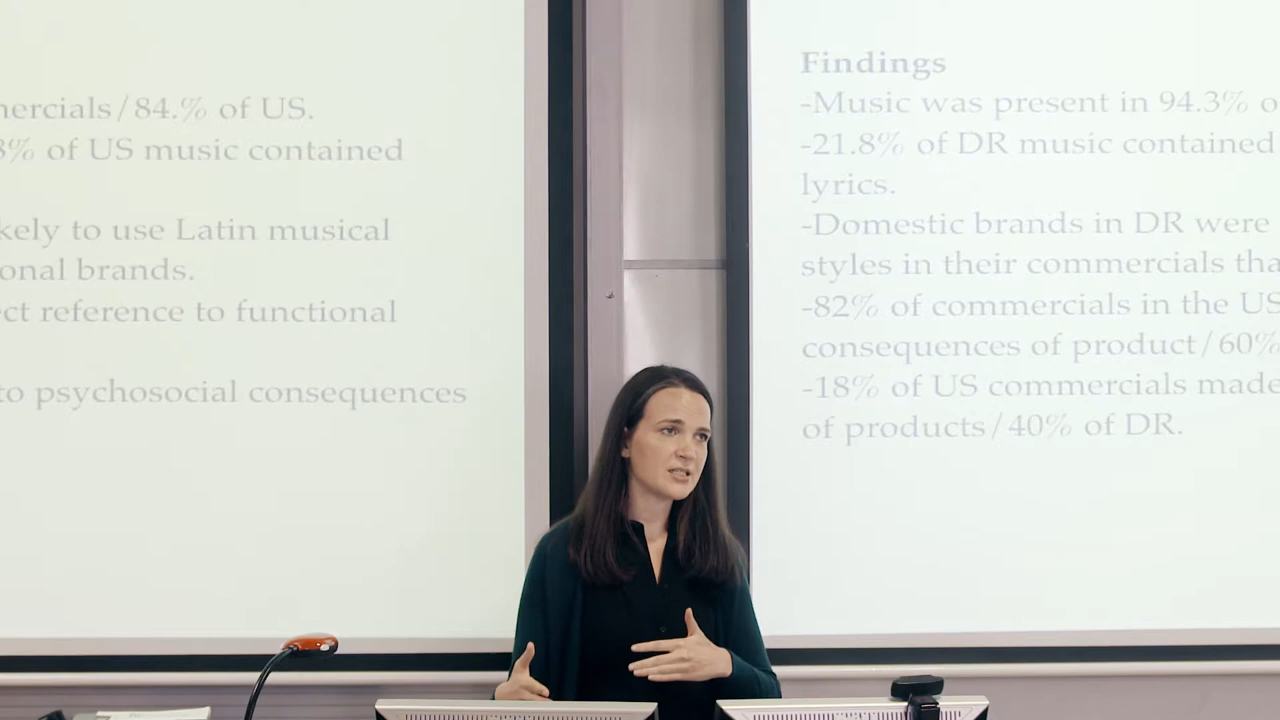 mercials/84.% of US.
8% of US music contained
kely to use Latin musical
onal brands.
ect reference to functional
to psychosocial consequences
Findings
-Music was present in 94.3% o
-21.8% of DR music contained
lyrics.
-Domestic brands in DR were
styles in their commercials tha
-82% of commercials in the US
consequences of product/60%
-18% of US commercials made
of products/40% of DR.